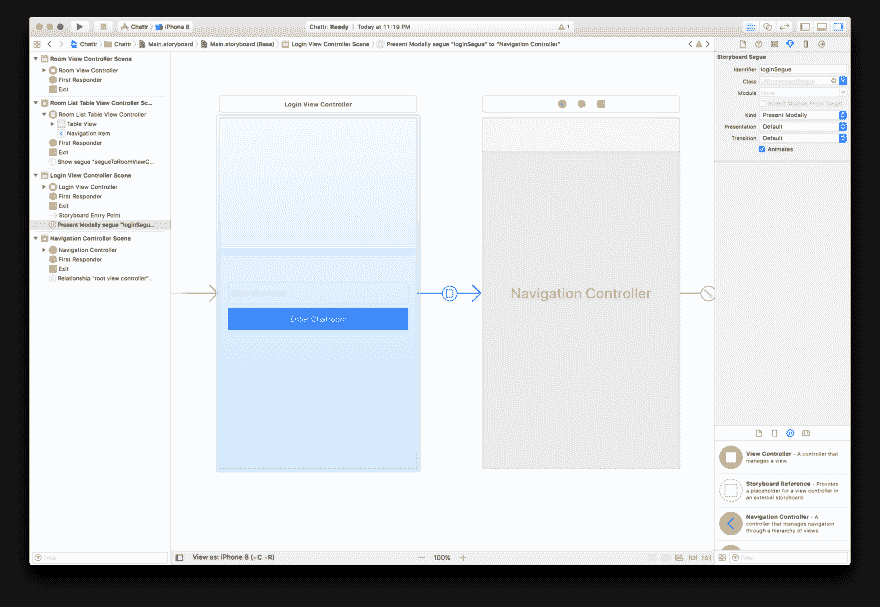 Chattr
iPhone 8
Chattr: Ready | Today at 11:19 PM
1
Chattr
Chattr
Main.storyboard
Main.storyboard (Base)
Login View Controller Scene
Present Modally segue "loginSegue" to "Navigation Controller"
Room View Controller Scene
Room View Controller
First Responder
Exit
Room List Table View Controller Sc...
Room List Table View Controller
Table View
Navigation Item
First Responder
Exit
Show segue "segueToRoomViewC...
Login View Controller Scene
Login View Controller
First Responder
Exit
Storyboard Entry Point
Present Modally segue "loginSegu...
Navigation Controller Scene
Navigation Controller
First Responder
Exit
Relationship "root view controller"...
Filter
Login View Controller
Enter Chatroom
Navigation Controller
View as: iPhone 8 (wC hR)
100%
Storyboard Segue
Identifier loginSegue
Class UIStoryboardSegue
Module None
Inherit Module From Target
Kind Present Modally
Presentation Default
Transition Default
Animates
View Controller - A controller that
manages a view.
Storyboard Reference - Provides
a placeholder for a view controller in
an external storyboard.
Navigation Controller - A
controller that manages navigation
through a hierarchy of views.
Filter